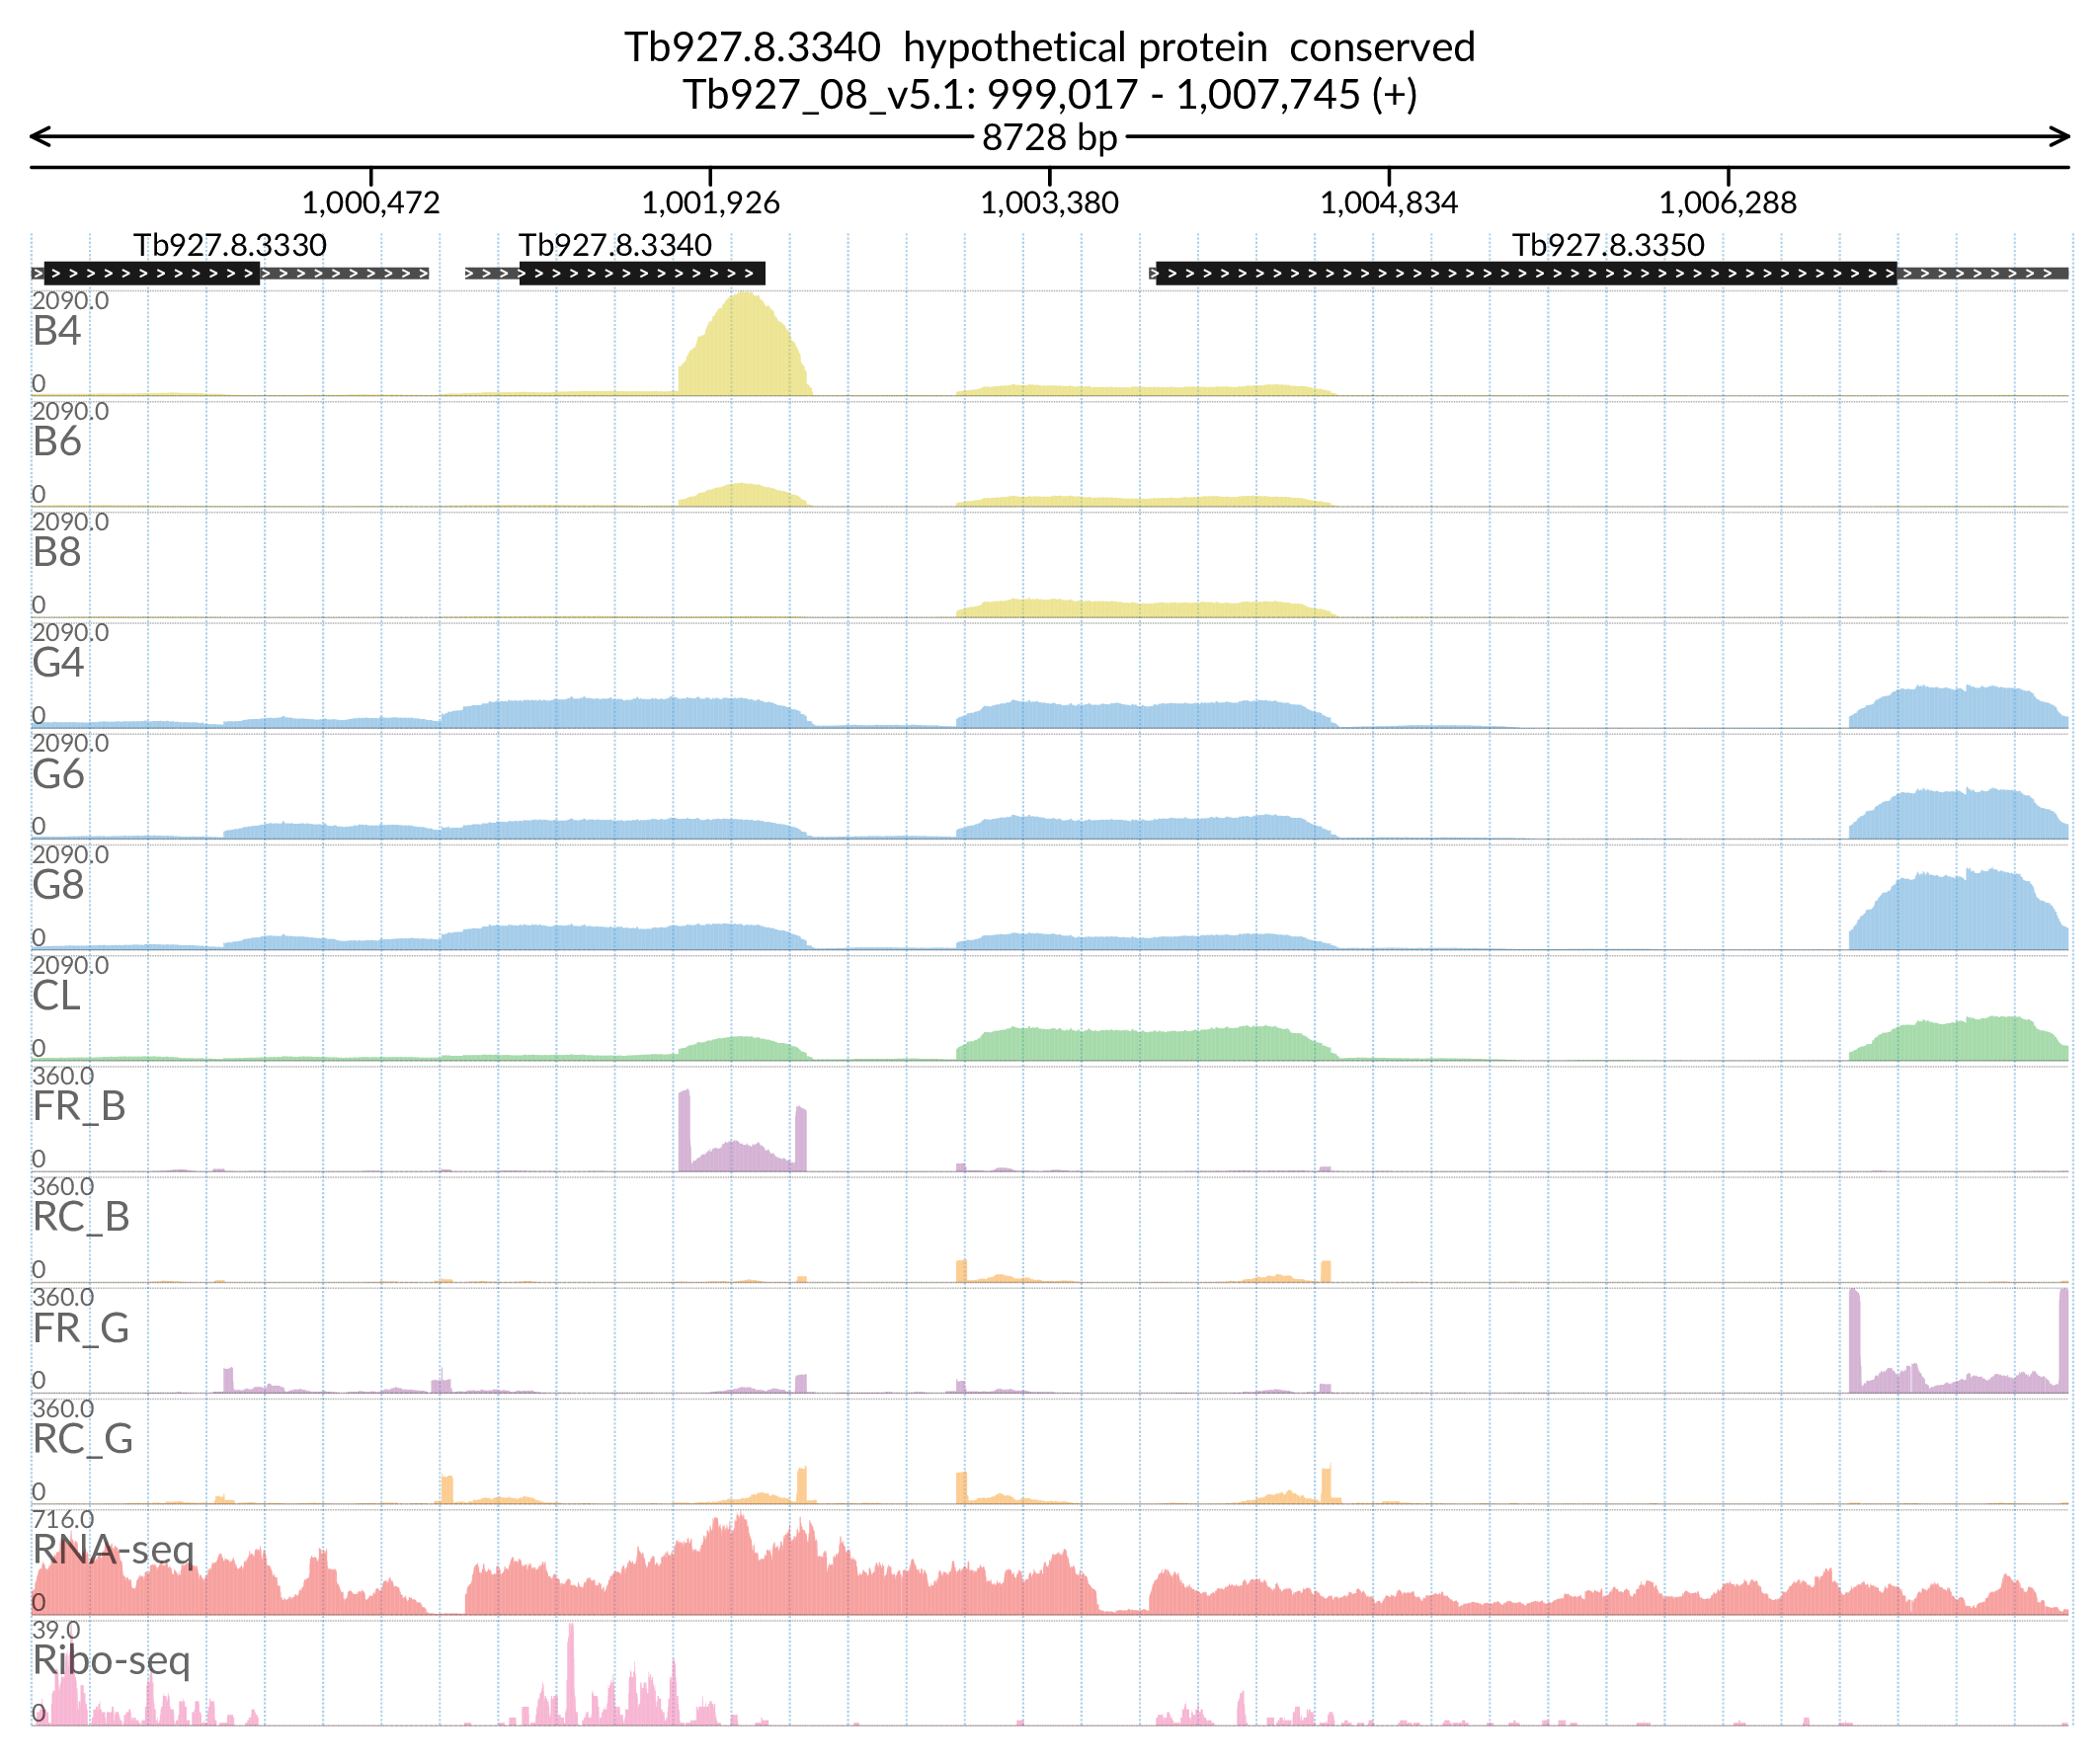 Tb927.8.3340 hypothetical protein conserved
Tb927_08_v5.1: 999,017 - 1,007,745 (+)
8728 bp
1,000,472 1,001,926 1,003,380 1,004,834 1,006,288
Tb927.8.3330 Tb927.8.3340 Tb927.8.3350
2090.0
B4
0
2090.0
B6
0
2090.0
B8
0
2090.0
G4
0
2090.0
G6
0
2090.0
G8
0
2090.0
CL
0
360.0
FR_B
0
360.0
RC_B
0
360.0
FR_G
0
360.0
RC_G
0
716.0
RNA-seq
0
39.0
Ribo-seq
0